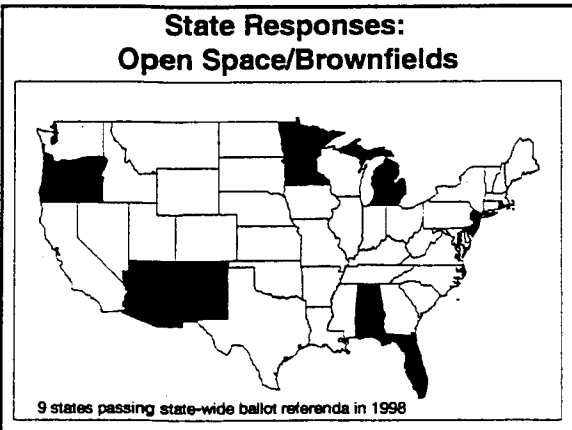 State Responses:
Open Space/Brownfields
9 states passing state-wide ballot referenda in 1998